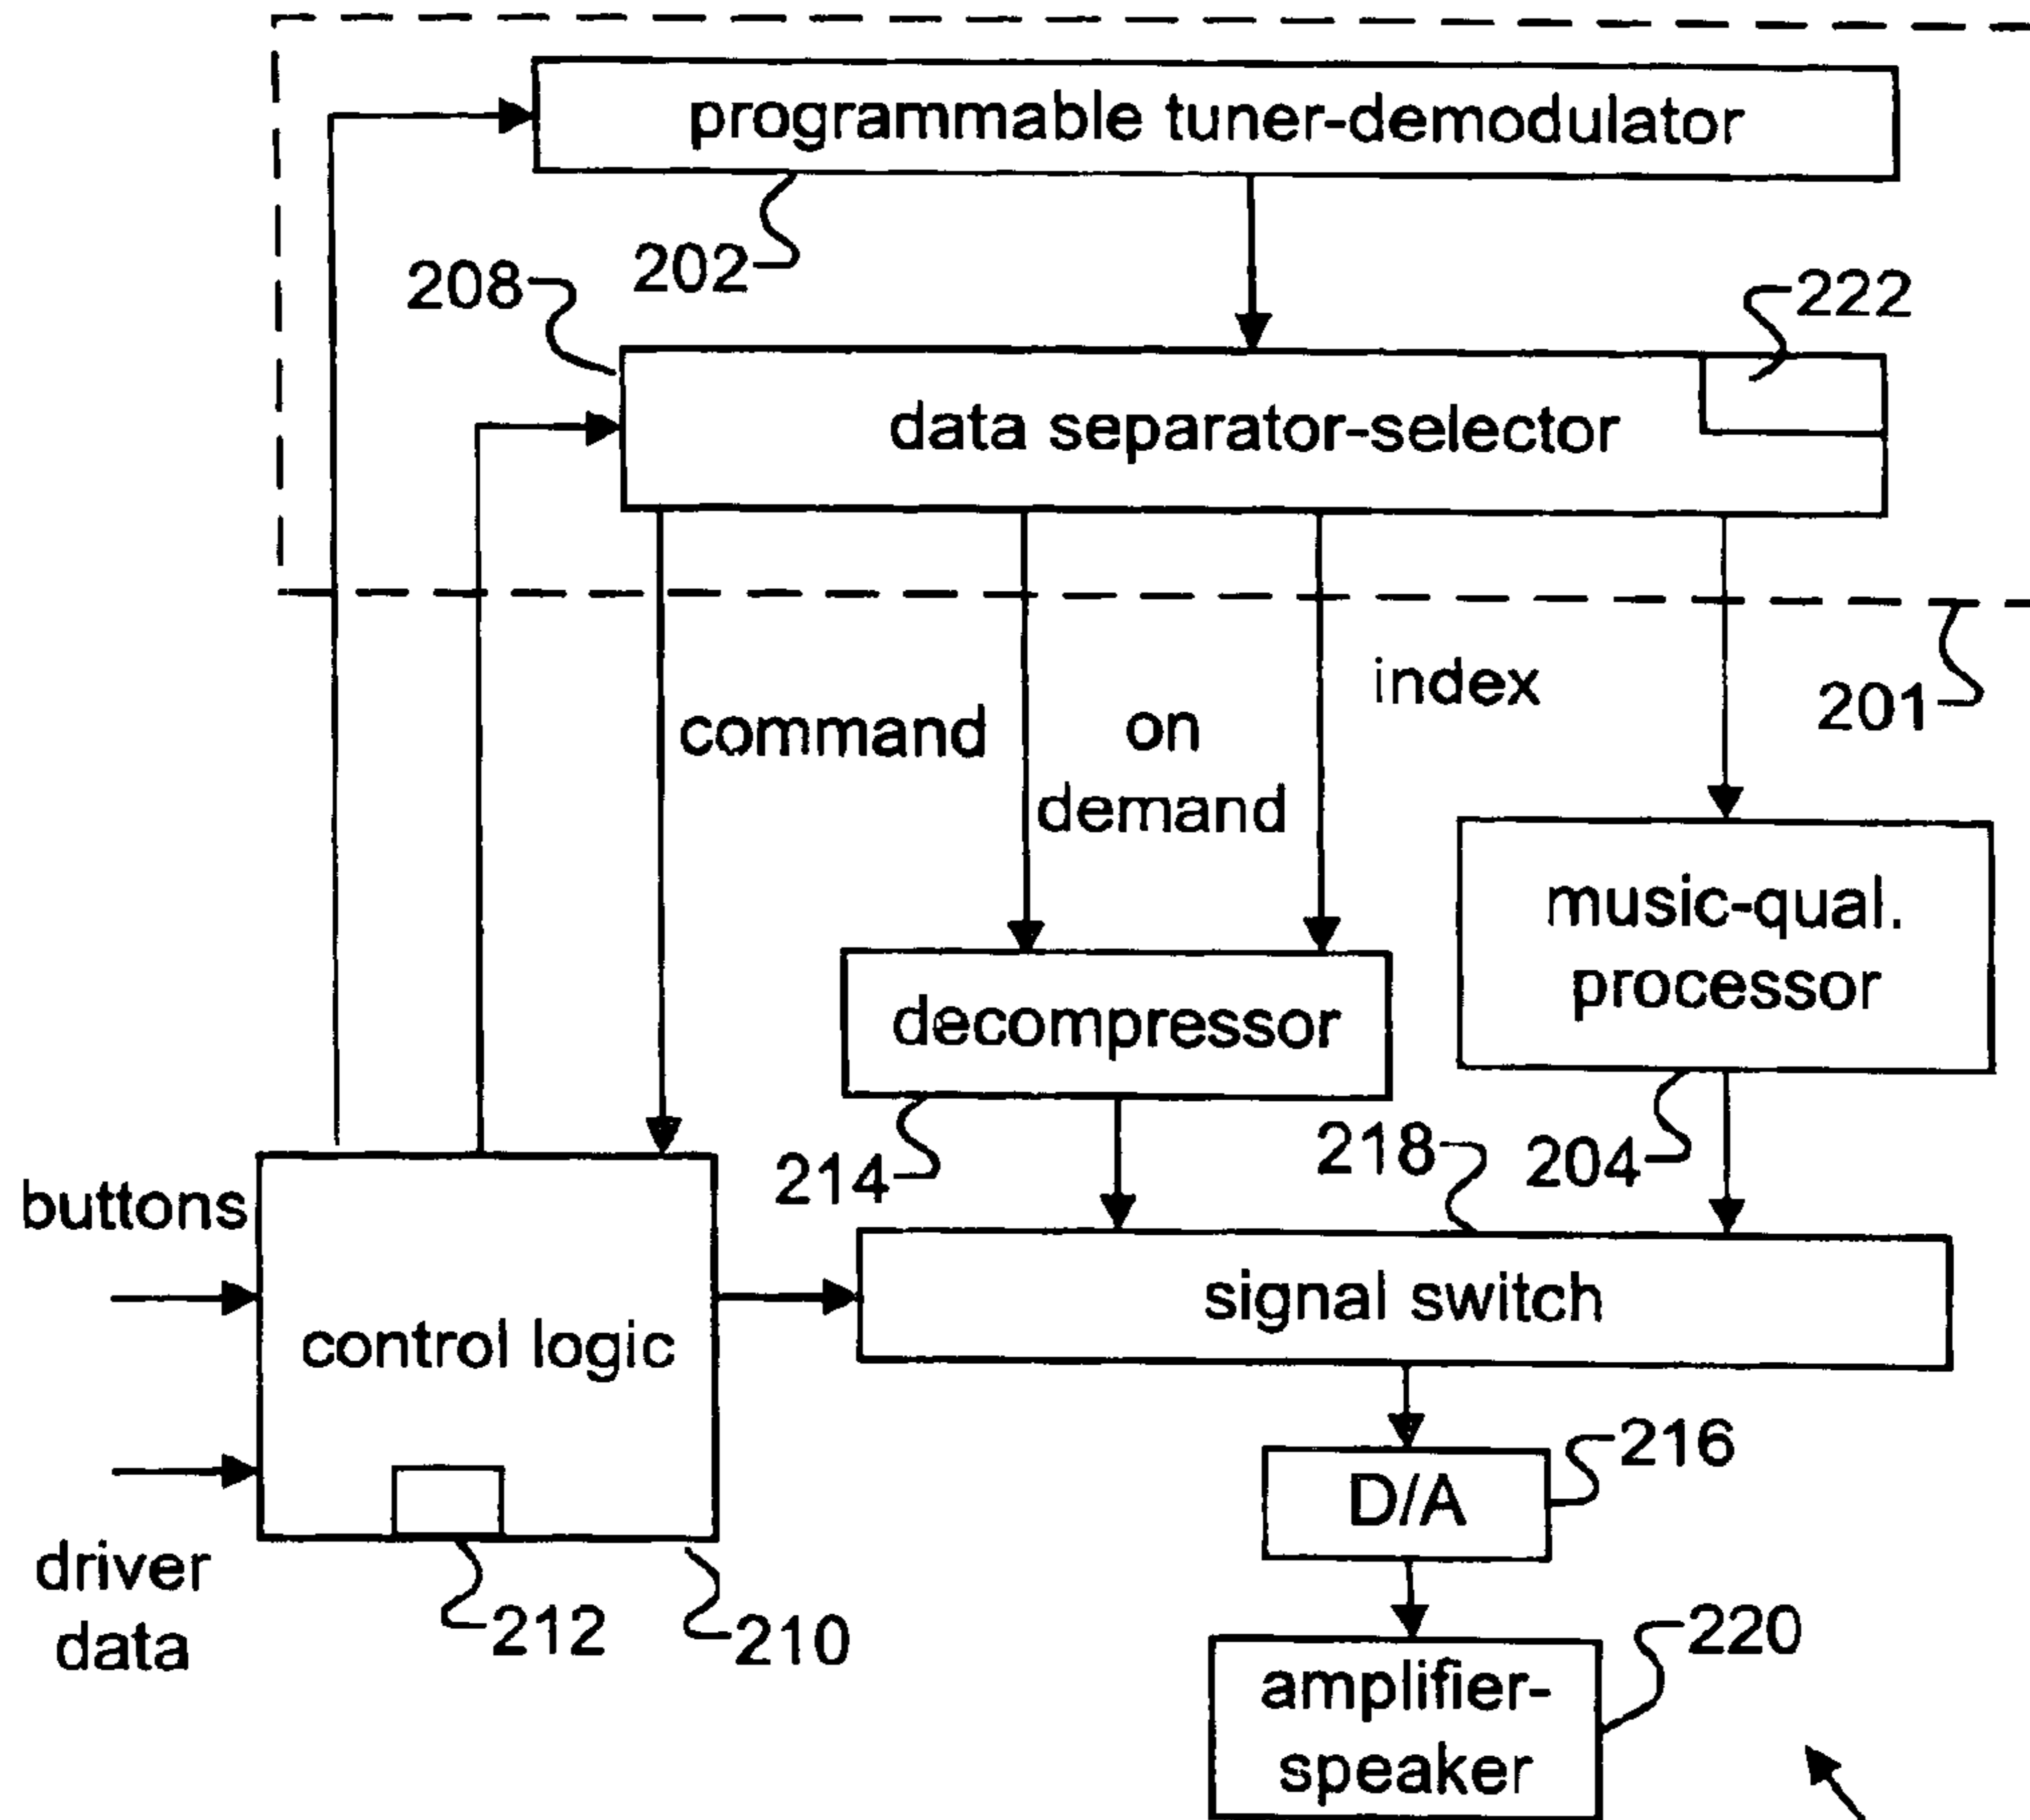 programmable tuner-demodulator
202
208
222
data separator-selector
command
on
demand
index
201
music-qual.
processor
decompressor
214
218
204
buttons
control logic
signal switch
driver
data
212
210
D/A
216
amplifier-
speaker
220